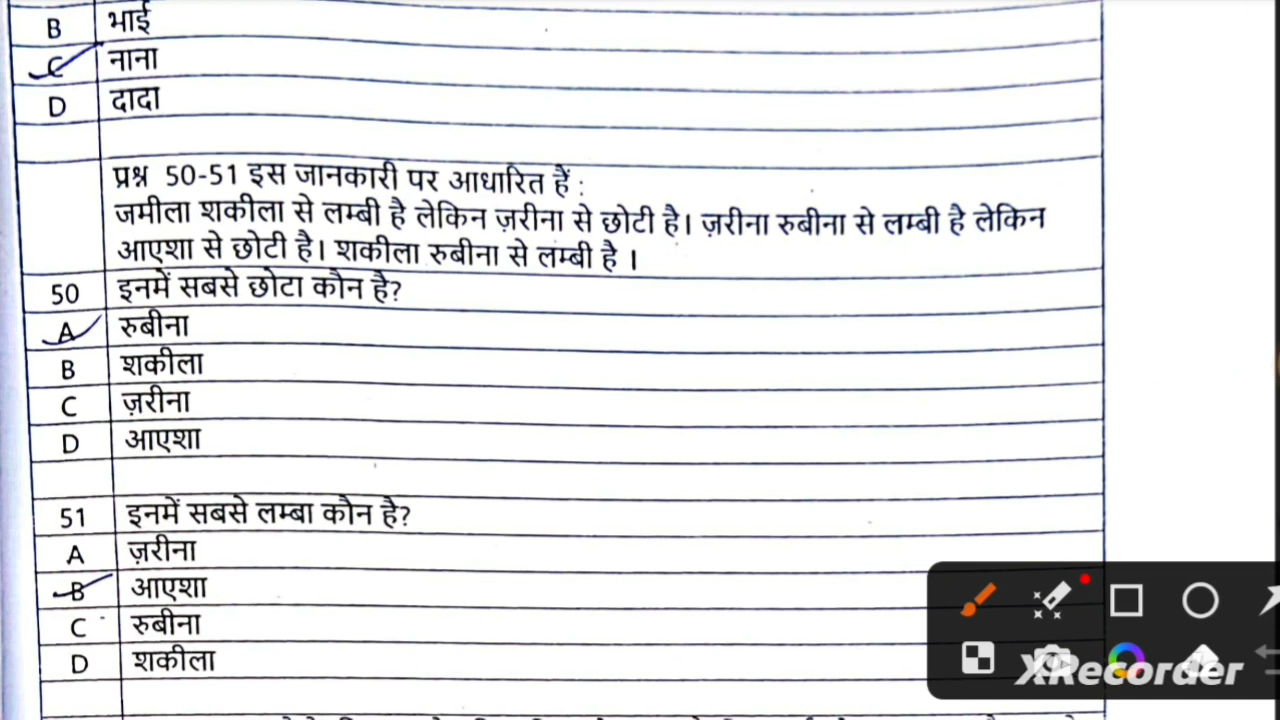 B भाई
C नाना
D दादा
प्रश्न 50-51 इस जानकारी पर आधारित हैं :
जमीला शकीला से लम्बी है लेकिन ज़रीना से छोटी है। ज़रीना रुबीना से लम्बी है लेकिन
आएशा से छोटी है। शकीला रुबीना से लम्बी है ।
50 इनमें सबसे छोटा कौन है?
A रुबीना
B शकीला
C ज़रीना
D आएशा
51 इनमें सबसे लम्बा कौन है?
A ज़रीना
B आएशा
C रुबीना
D शकीला
XRecorder